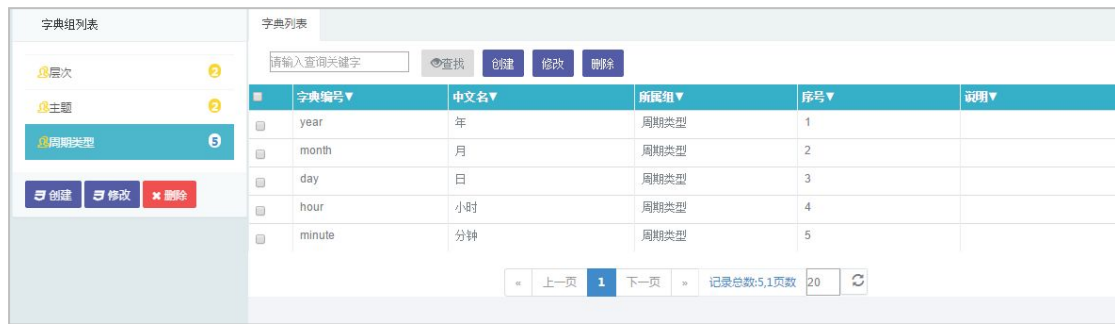 字典组列表
层次 2
主题 2
周期类型 5
创建 修改 删除
字典列表
请输入查询关键字 查找 创建 修改 删除
字典编号▼ 中文名▼ 所属组▼ 序号▼ 说明▼
year 年 周期类型 1
month 月 周期类型 2
day 日 周期类型 3
hour 小时 周期类型 4
minute 分钟 周期类型 5
« 上一页 1 下一页 » 记录总数:5,1页数 20